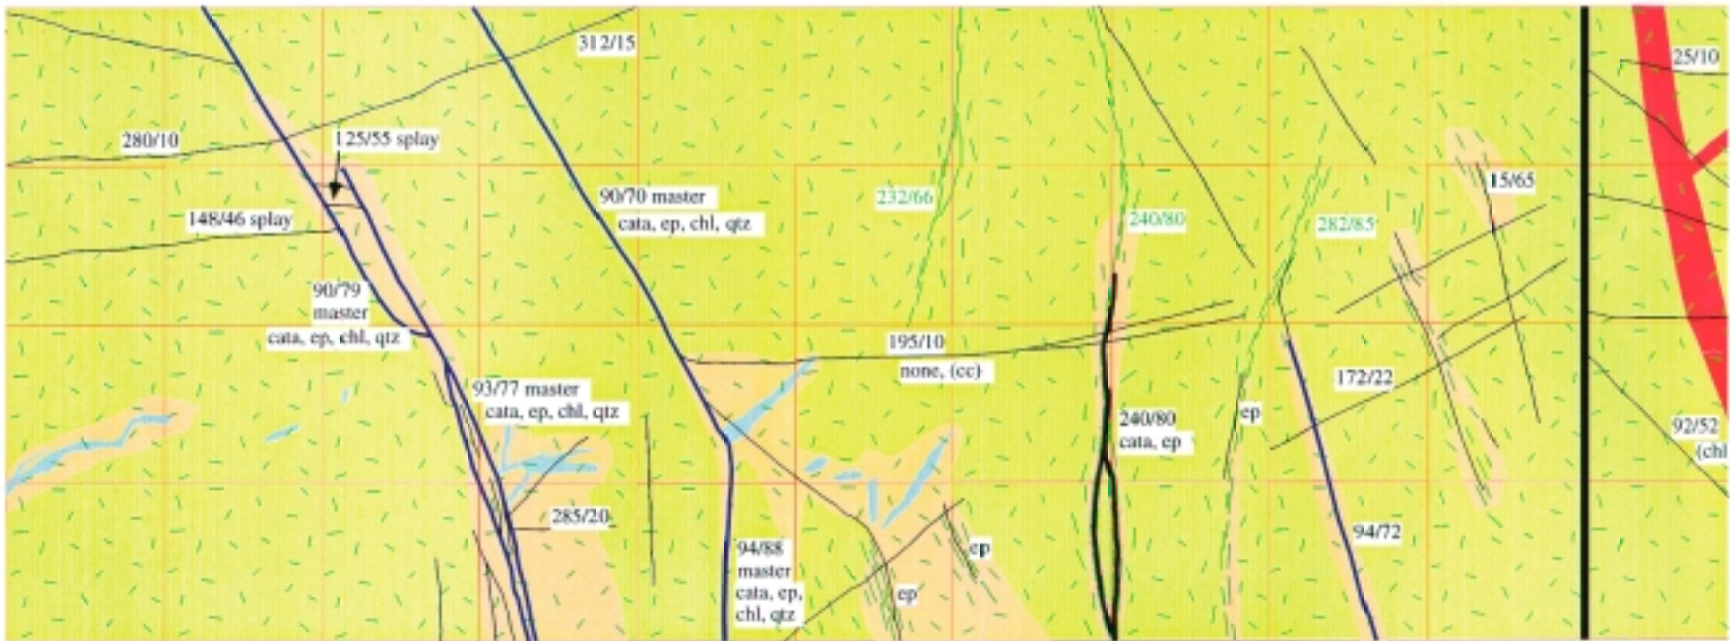 312/15
25/10
280/10
125/55 splay
15/65
90/70 master
cata, ep, chl, qtz
232/66
148/46 splay
240/80
282/85
90/79
master
cata, ep, chl, qtz
195/10
none, (cc)
172/22
93/77 master
cata, ep, chl, qtz
240/80
cata, ep
ep
92/52
(chl
285/20
94/72
94/88
master
cata, ep,
chl, qtz
ep
ep